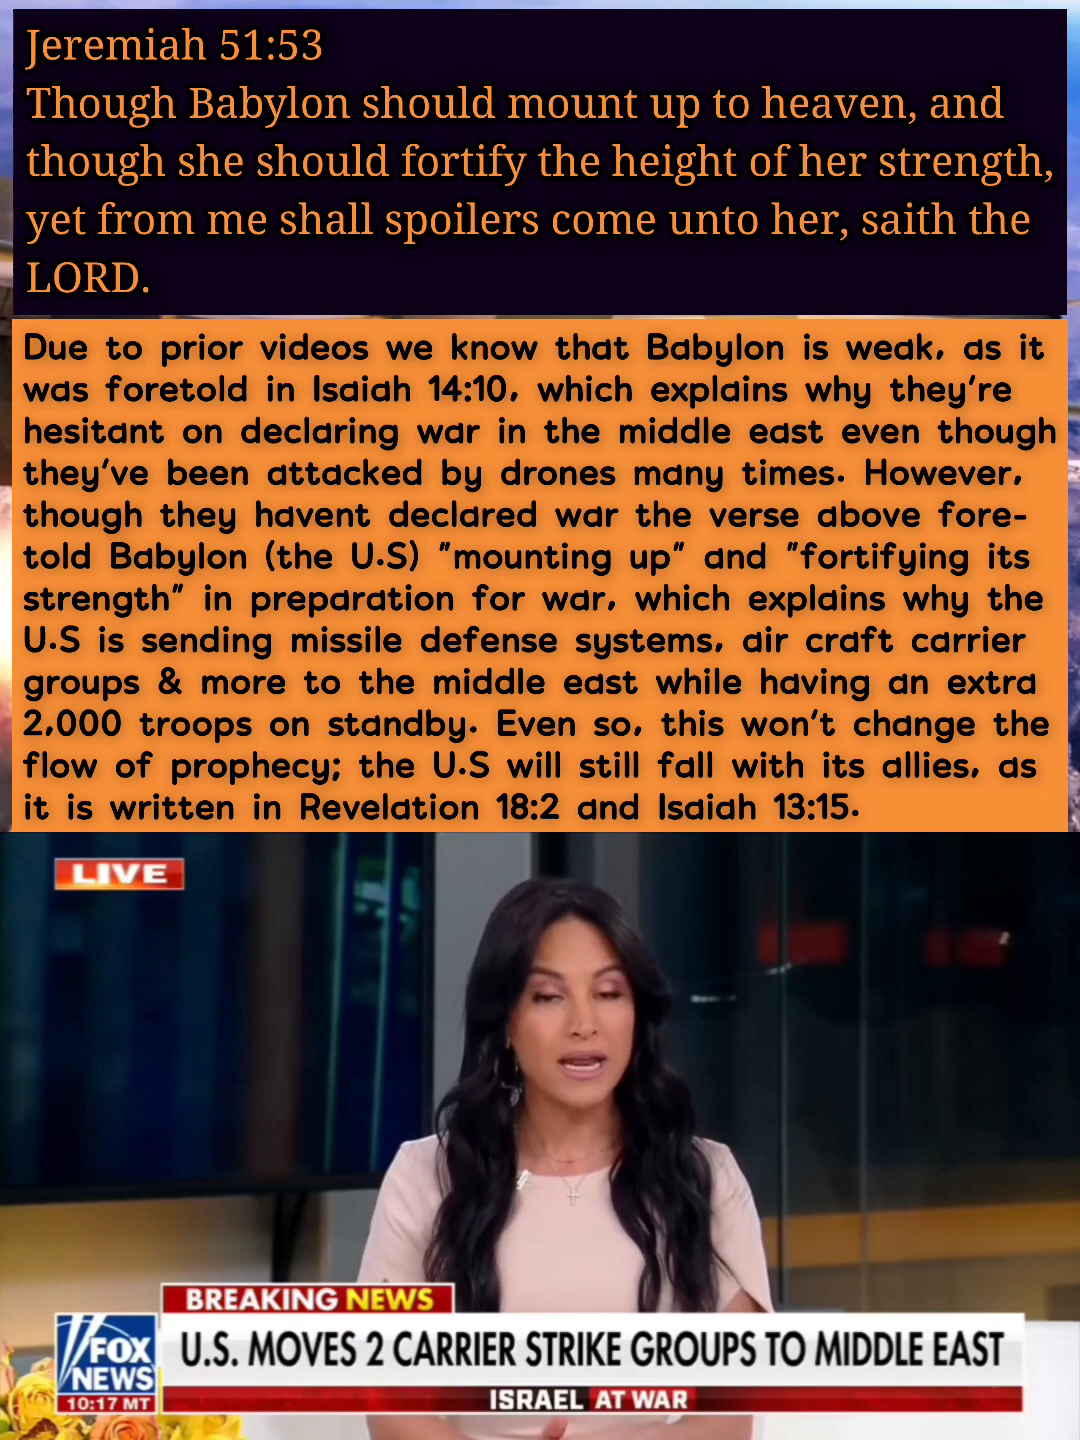 Jeremiah 51:53
Though Babylon should mount up to heaven, and
though she should fortify the height of her strength,
yet from me shall spoilers come unto her, saith the
LORD.
Due to prior videos we know that Babylon is weak, as it
was foretold in Isaiah 14:10, which explains why they're
hesitant on declaring war in the middle east even though
they've been attacked by drones many times. However,
though they havent declared war the verse above fore-
told Babylon (the U.S) "mounting up" and "fortifying its
strength" in preparation for war, which explains why the
U.S is sending missile defense systems, air craft carrier
groups & more to the middle east while having an extra
2,000 troops on standby. Even so, this won't change the
flow of prophecy; the U.S will still fall with its allies, as
it is written in Revelation 18:2 and Isaiah 13:15.
LIVE
BREAKING NEWS
U.S. MOVES 2 CARRIER STRIKE GROUPS TO MIDDLE EAST
FOX
NEWS
10:17 MT
ISRAEL AT WAR